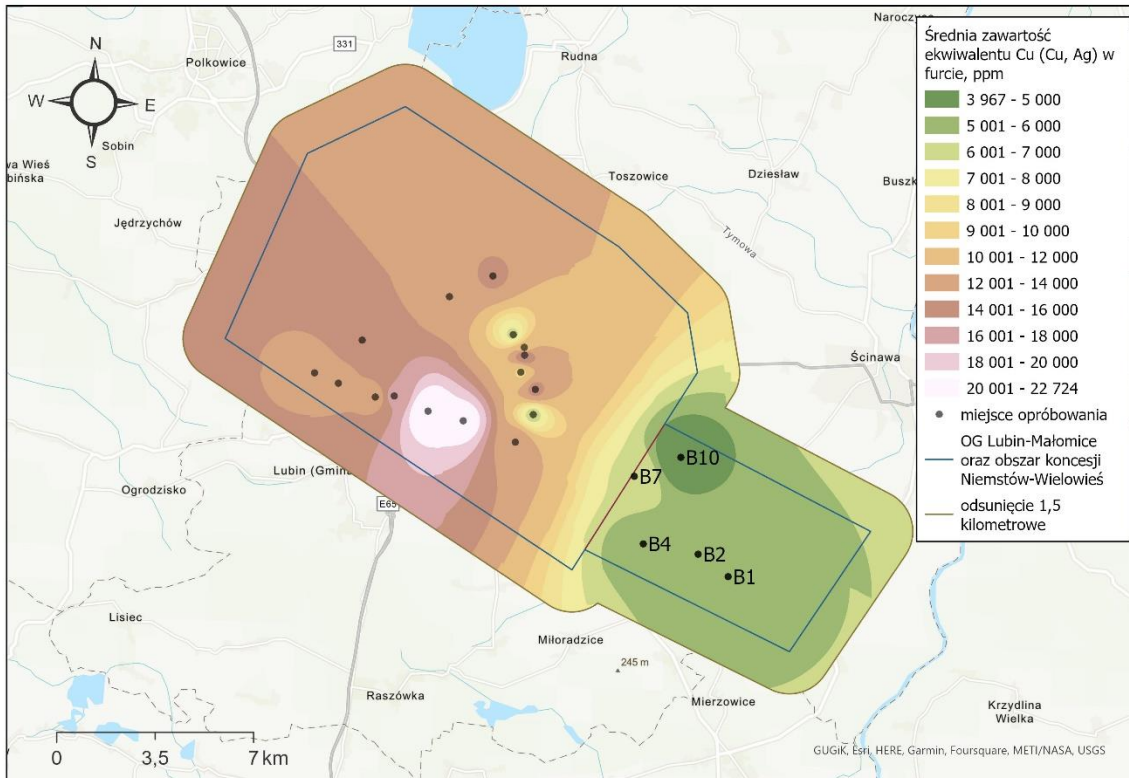 Naroczyce
331
Polkowice
Rudna
N
W
E
S
Sobin
wa Wieś
bińska
Toszowice
Dziesław
Buszk
Jędrzychów
Tymowa
Ścinawa
Lubin (Gmina
Ogrodzisko
E65
B10
B7
B4
B2
B1
Lisiec
Miłoradzice
245 m
Raszówka
Mierzowice
Krzydlina
Wielka
0
3,5
7 km
Średnia zawartość
ekwiwalentu Cu (Cu, Ag) w
furcie, ppm
3 967 - 5 000
5 001 - 6 000
6 001 - 7 000
7 001 - 8 000
8 001 - 9 000
9 001 - 10 000
10 001 - 12 000
12 001 - 14 000
14 001 - 16 000
16 001 - 18 000
18 001 - 20 000
20 001 - 22 724
miejsce opróbowania
OG Lubin-Małomice
oraz obszar koncesji
Niemstów-Wielowieś
odsunięcie 1,5
kilometrowe
GUGiK, Esri, HERE, Garmin, Foursquare, METI/NASA, USGS